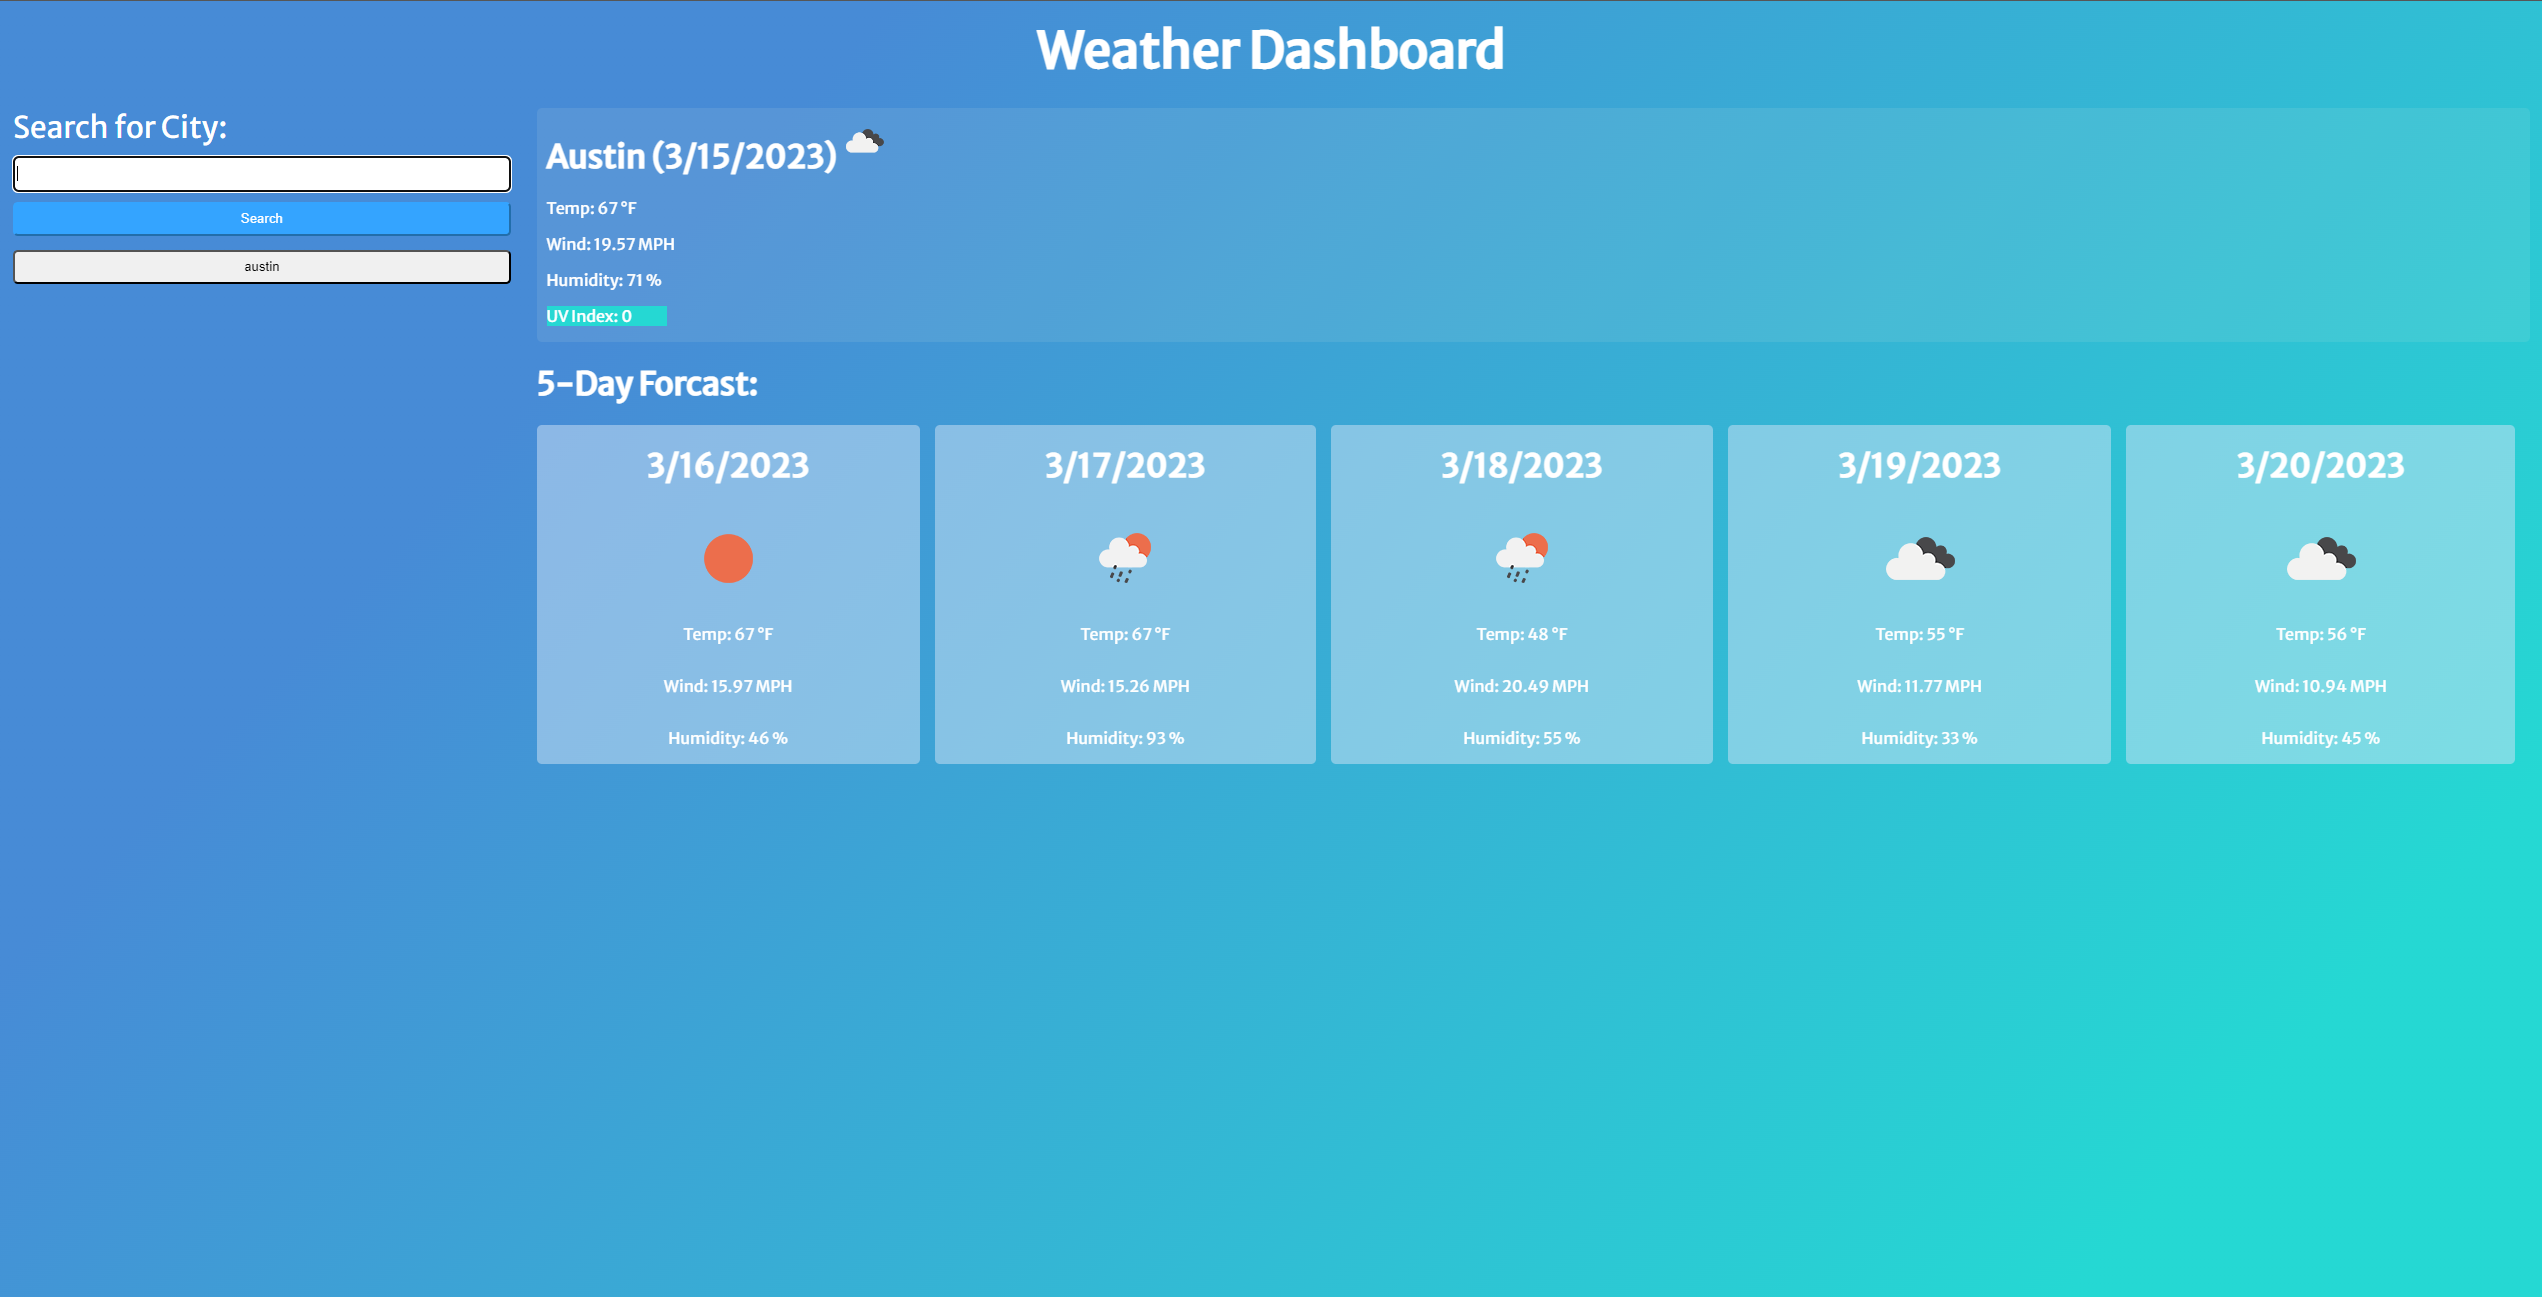 Weather Dashboard
Search for City:
Search
austin
Austin (3/15/2023)
Temp: 67 °F
Wind: 19.57 MPH
Humidity: 71 %
UV Index: 0
5-Day Forcast:
3/16/2023
Temp: 67 °F
Wind: 15.97 MPH
Humidity: 46 %
3/17/2023
Temp: 67 °F
Wind: 15.26 MPH
Humidity: 93 %
3/18/2023
Temp: 48 °F
Wind: 20.49 MPH
Humidity: 55 %
3/19/2023
Temp: 55 °F
Wind: 11.77 MPH
Humidity: 33 %
3/20/2023
Temp: 56 °F
Wind: 10.94 MPH
Humidity: 45 %